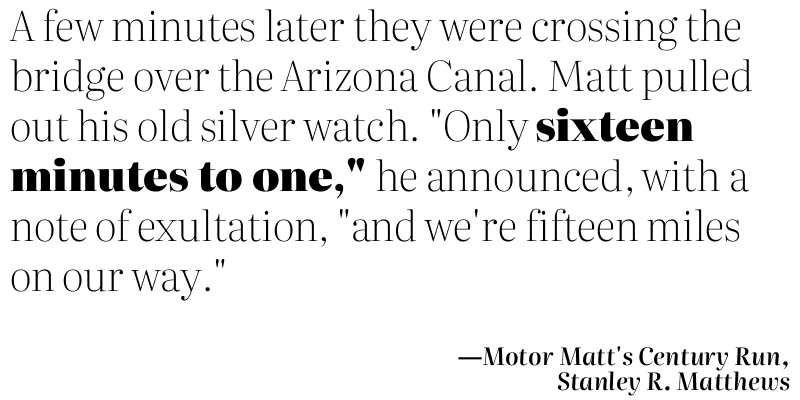 A few minutes later they were crossing the
bridge over the Arizona Canal. Matt pulled
out his old silver watch. "Only sixteen
minutes to one," he announced, with a
note of exultation, "and we're fifteen miles
on our way."
—Motor Matt's Century Run,
Stanley R. Matthews